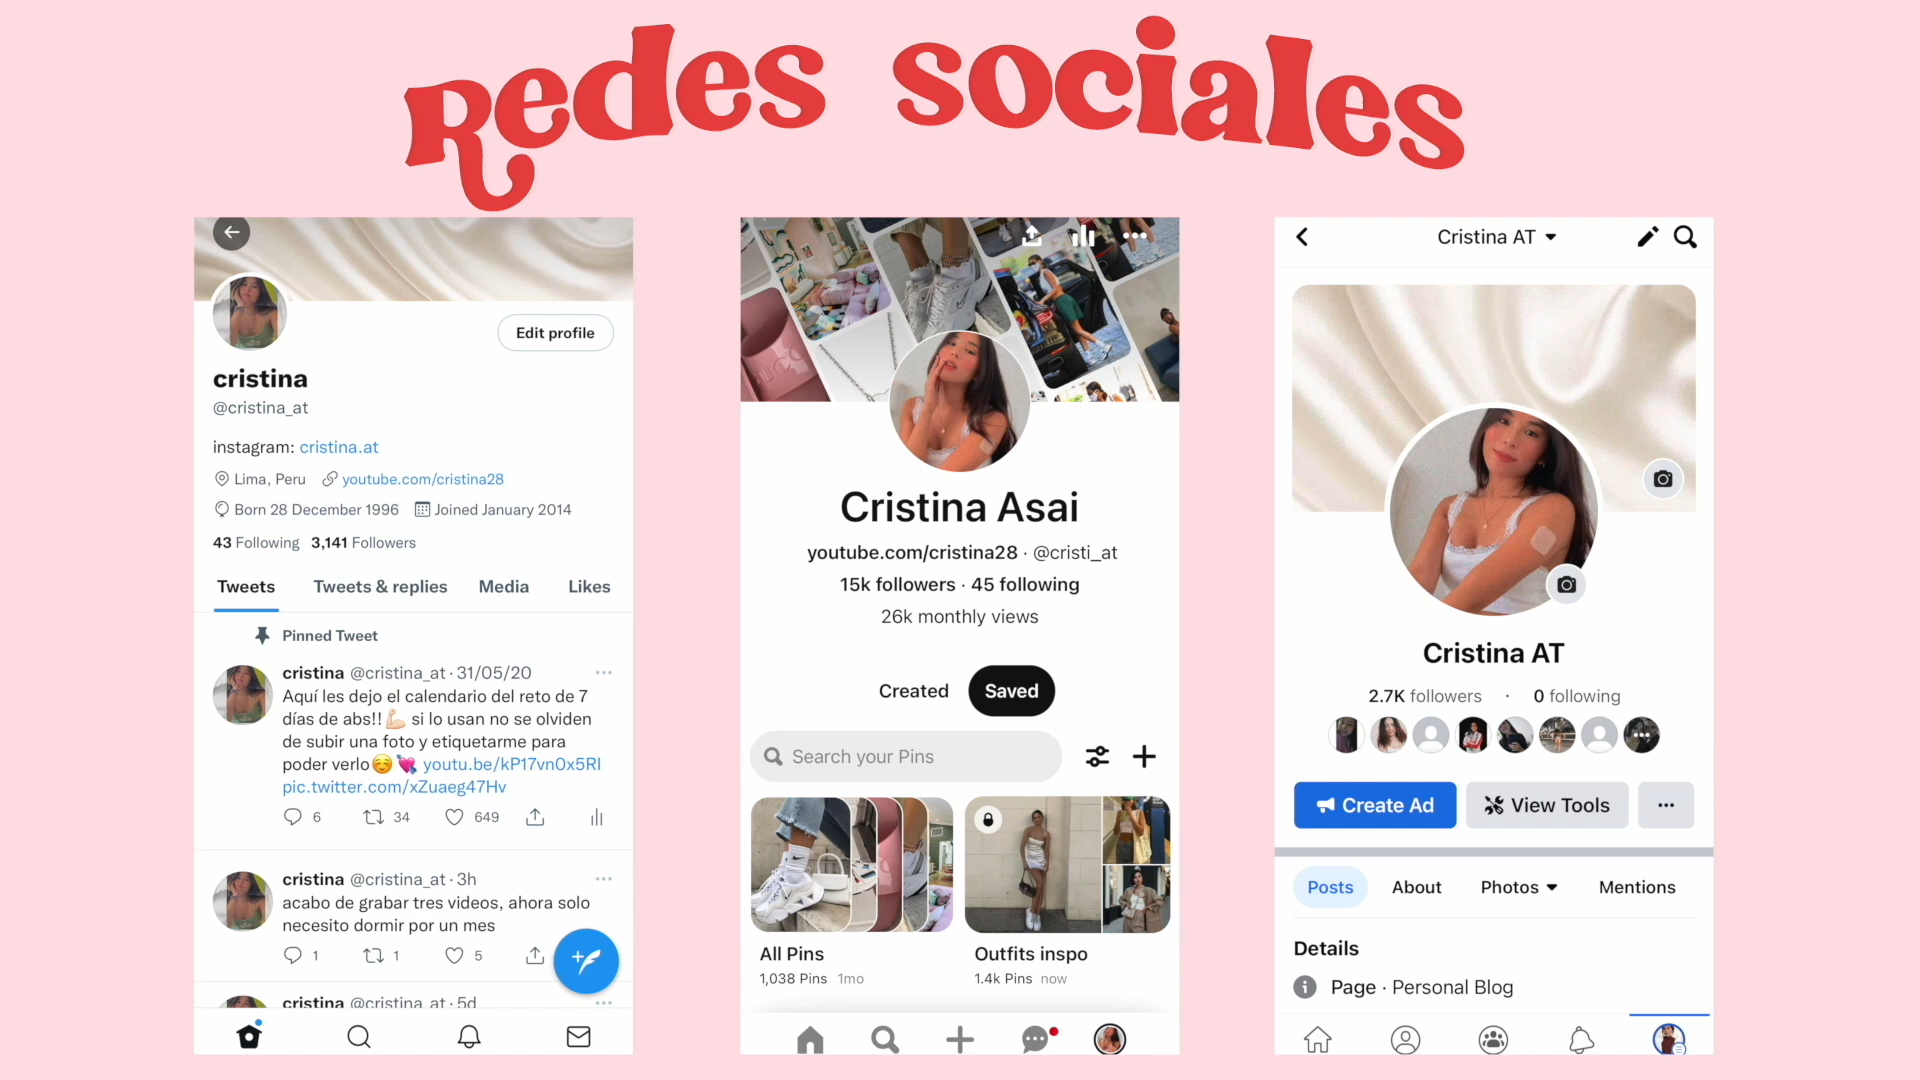 Redes sociales
Edit profile
cristina
@cristina_at
instagram: cristina.at
Lima, Peru youtube.com/cristina28
Born 28 December 1996 Joined January 2014
43 Following 3,141 Followers
Tweets Tweets & replies Media Likes
Pinned Tweet
cristina @cristina_at · 31/05/20
Aquí les dejo el calendario del reto de 7
días de abs!!💪🏻 si lo usan no se olviden
de subir una foto y etiquetarme para
poder verlo☺️💘 youtu.be/kP17vn0x5RI
pic.twitter.com/xZuaeg47Hv
6 34 649
cristina @cristina_at · 3h
acabo de grabar tres videos, ahora solo
necesito dormir por un mes
1 1 5
cristina @cristina_at · 5d
Cristina Asai
youtube.com/cristina28 · @cristi_at
15k followers · 45 following
26k monthly views
Created Saved
Search your Pins
All Pins
1,038 Pins 1mo
Outfits inspo
1.4k Pins now
Cristina AT
Cristina AT
2.7K followers · 0 following
Create Ad View Tools
Posts About Photos Mentions
Details
Page · Personal Blog